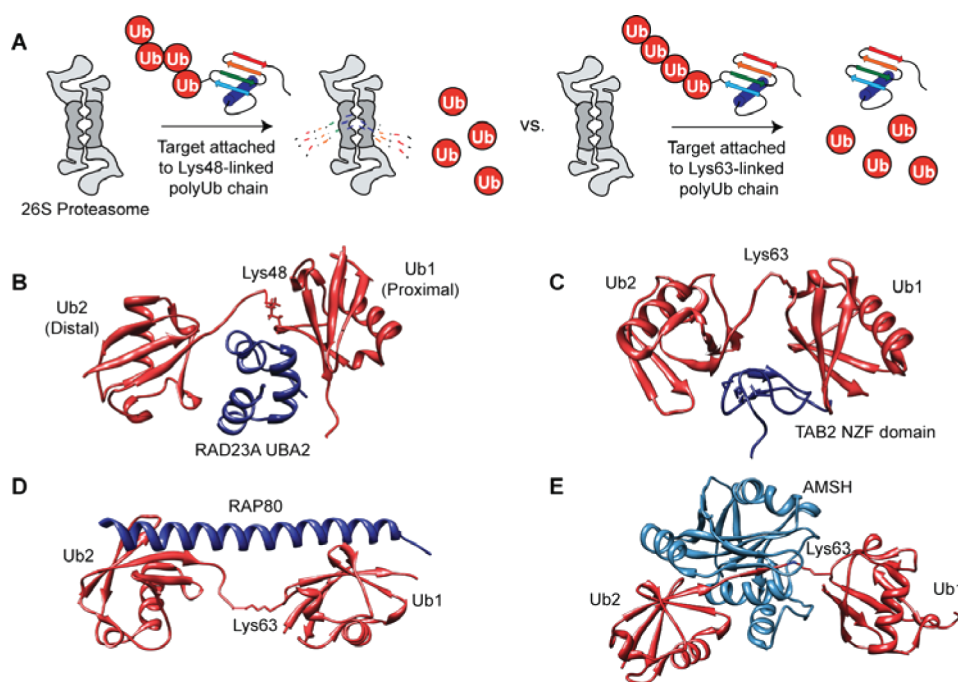 A
Ub
Ub
Ub
Ub
Target attached
to Lys48-linked
polyUb chain
26S Proteasome
Ub
Ub
Ub
Ub
vs.
Ub
Ub
Ub
Ub
Target attached
to Lys63-linked
polyUb chain
Ub
Ub
Ub
Ub
B
Lys48
Ub1
(Proximal)
Ub2
(Distal)
RAD23A UBA2
C
Lys63
Ub2
Ub1
TAB2 NZF domain
D
RAP80
Ub2
Lys63
Ub1
E
AMSH
Lys63
Ub2
Ub1